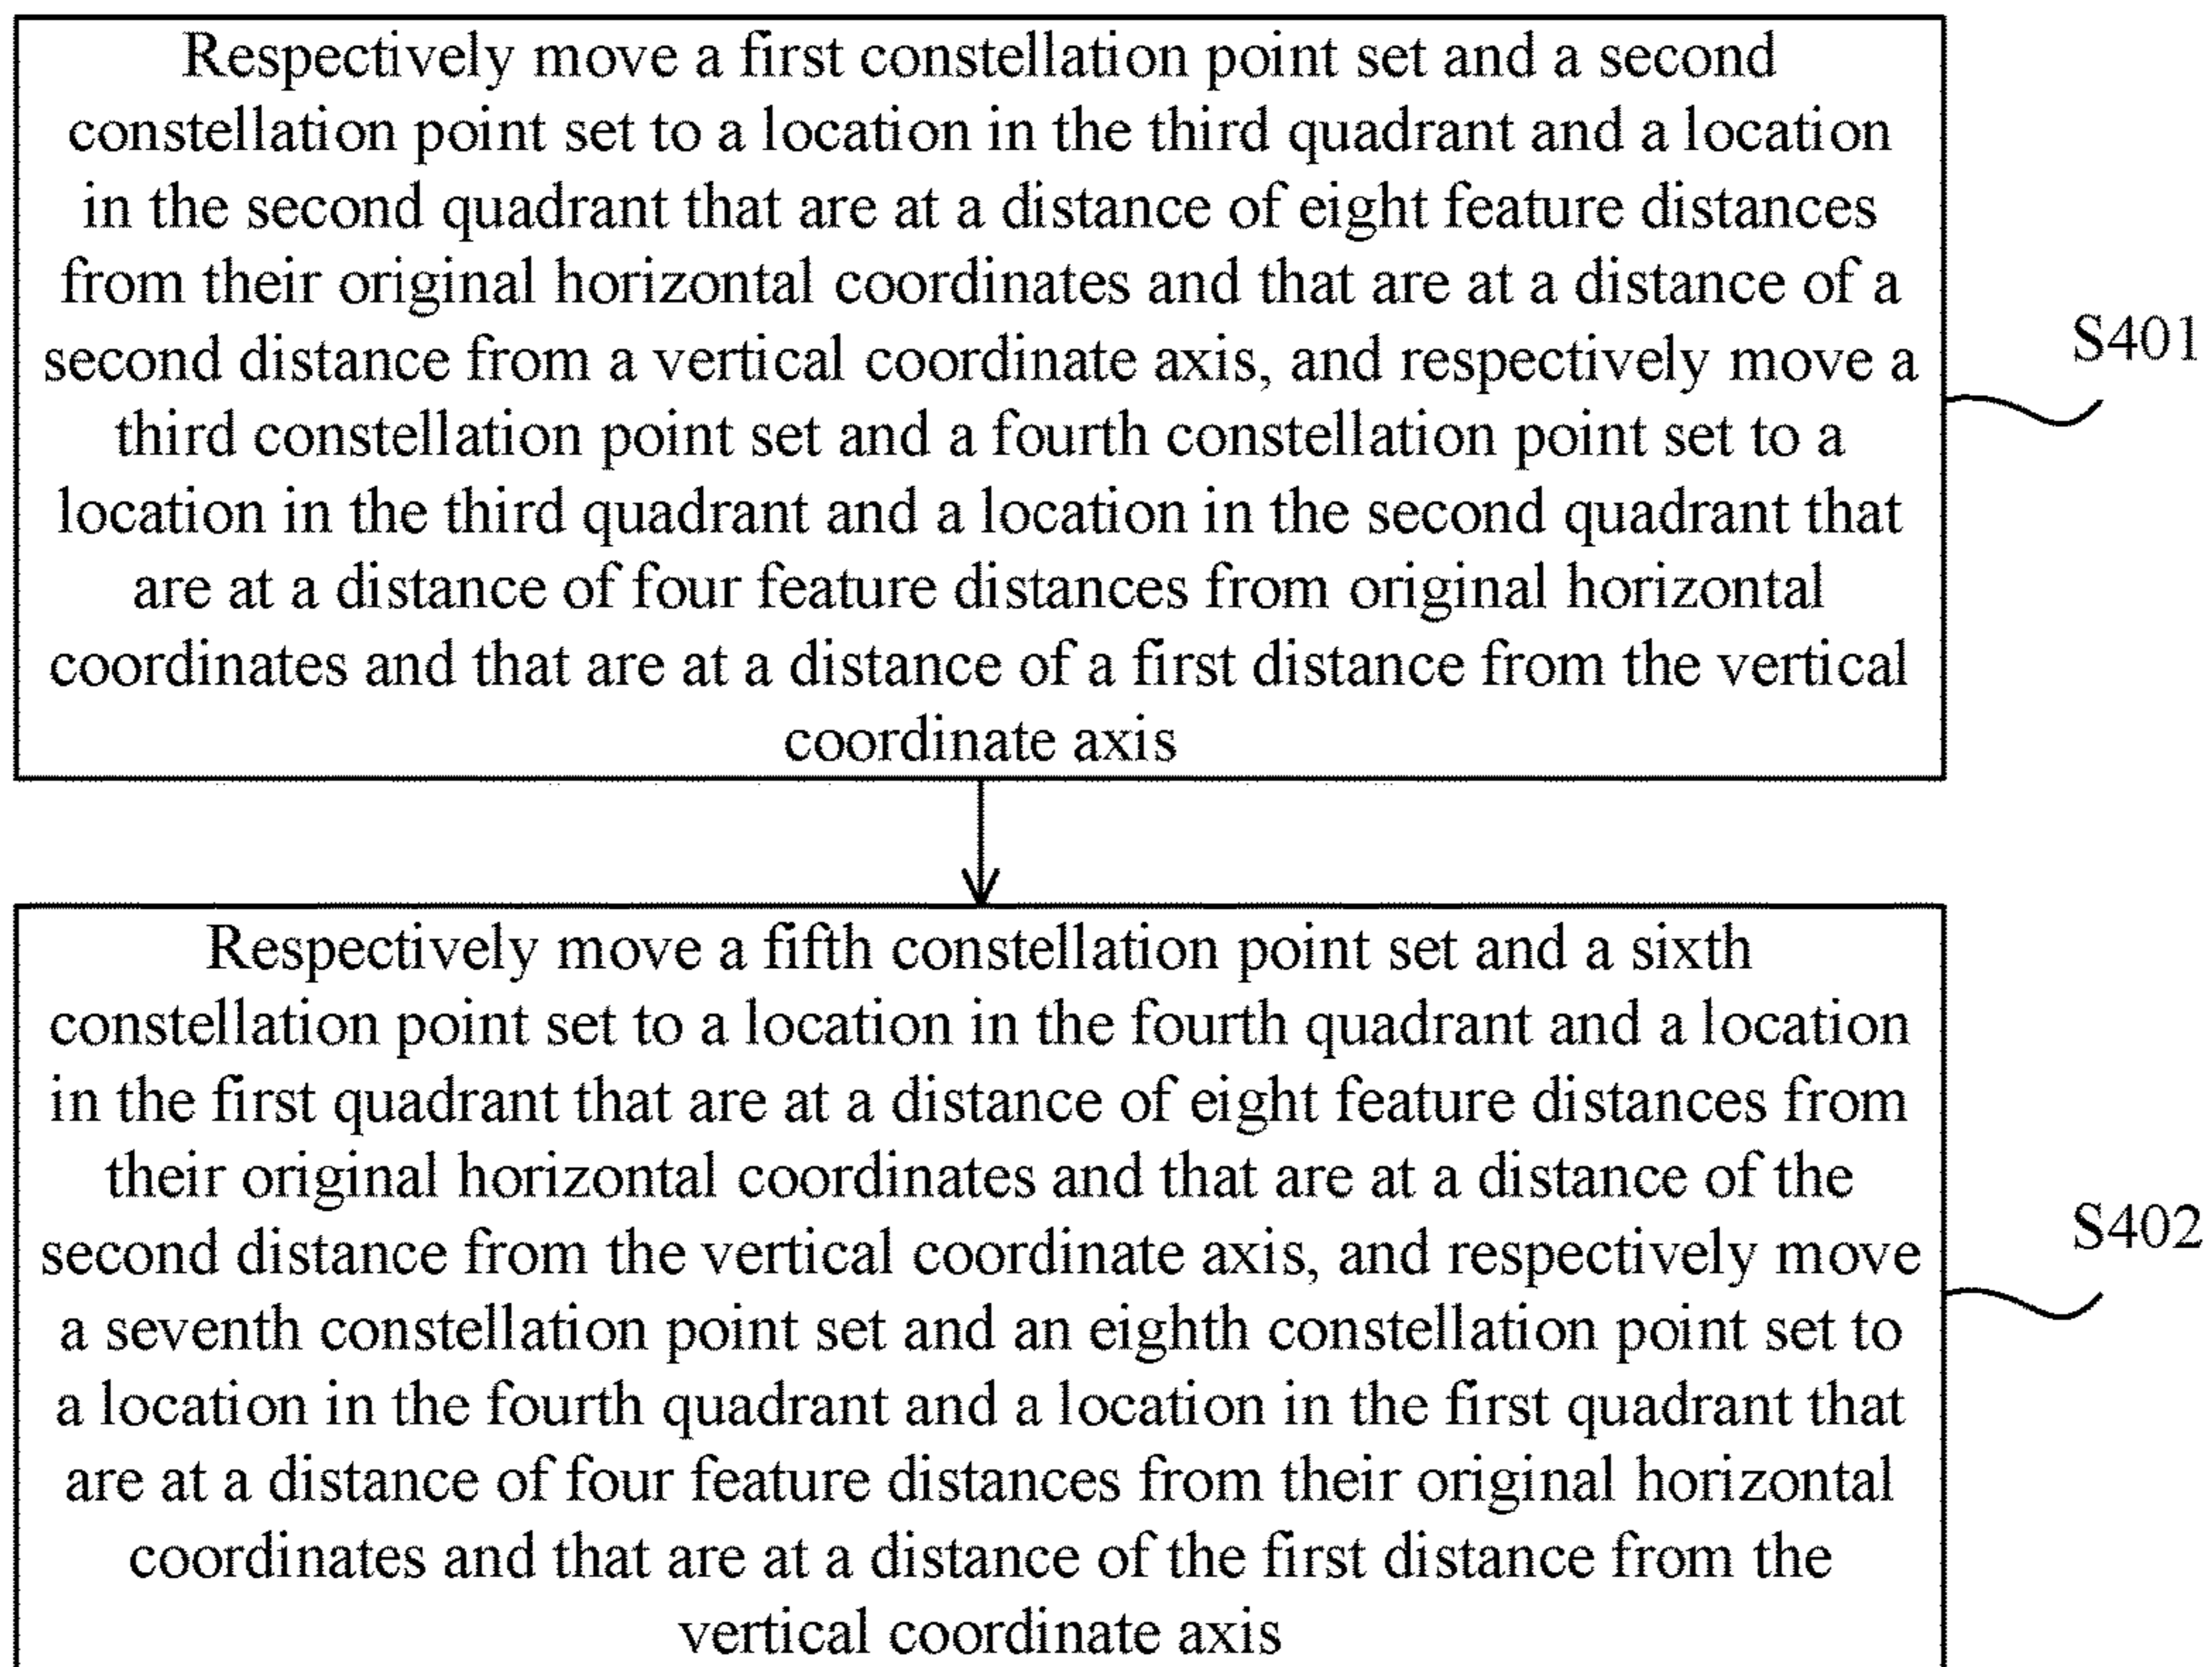 Respectively move a first constellation point set and a second
constellation point set to a location in the third quadrant and a location
in the second quadrant that are at a distance of eight feature distances
from their original horizontal coordinates and that are at a distance of a
second distance from a vertical coordinate axis, and respectively move a
third constellation point set and a fourth constellation point set to a
location in the third quadrant and a location in the second quadrant that
are at a distance of four feature distances from original horizontal
coordinates and that are at a distance of a first distance from the vertical
coordinate axis
S401
Respectively move a fifth constellation point set and a sixth
constellation point set to a location in the fourth quadrant and a location
in the first quadrant that are at a distance of eight feature distances from
their original horizontal coordinates and that are at a distance of the
second distance from the vertical coordinate axis, and respectively move
a seventh constellation point set and an eighth constellation point set to
a location in the fourth quadrant and a location in the first quadrant that
are at a distance of four feature distances from their original horizontal
coordinates and that are at a distance of the first distance from the
vertical coordinate axis
S402